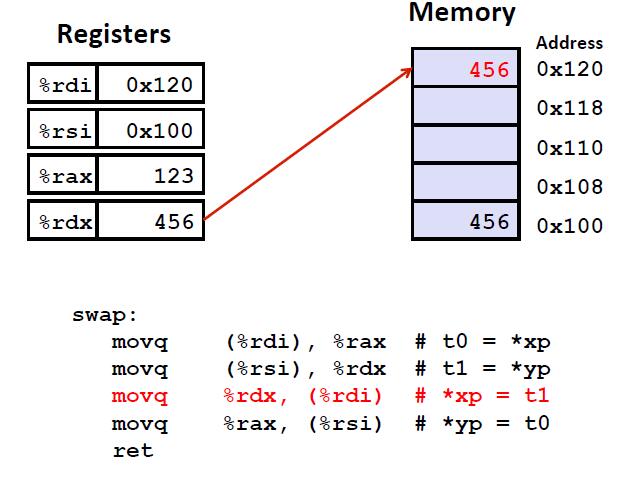 Memory
Registers
Address
%rdi 0x120
%rsi 0x100
%rax 123
%rdx 456
456 0x120
0x118
0x110
0x108
456 0x100
swap:
movq (%rdi), %rax # t0 = *xp
movq (%rsi), %rdx # t1 = *yp
movq %rdx, (%rdi) # *xp = t1
movq %rax, (%rsi) # *yp = t0
ret